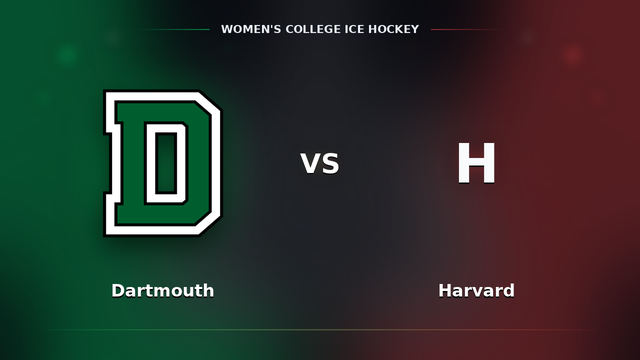 WOMEN'S COLLEGE ICE HOCKEY
D
VS
H
Dartmouth
Harvard